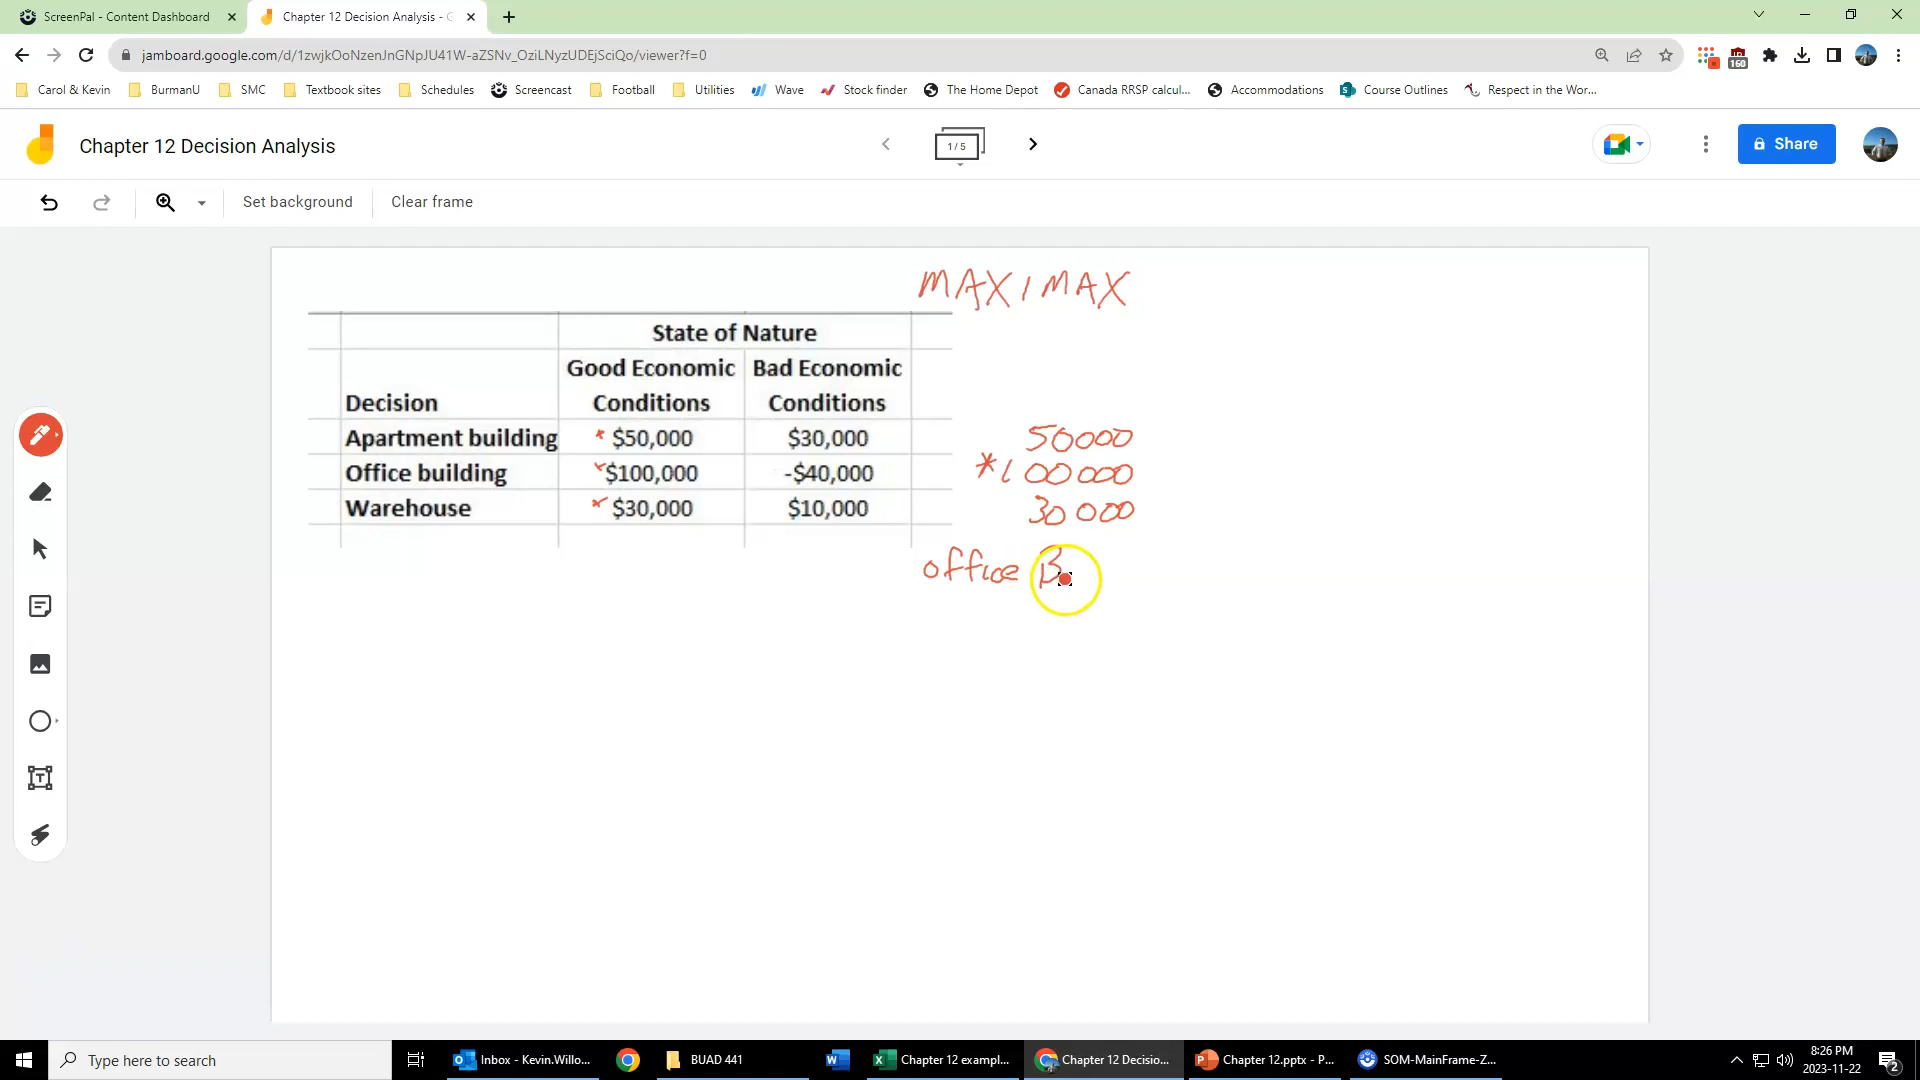 ScreenPal - Content Dashboard
Chapter 12 Decision Analysis - G
jamboard.google.com/d/1zwjkOoNzenJnGNpJU41W-aZSNv_OziLNyzUDEjSciQo/viewer?f=0
160
Carol & Kevin BurmanU SMC Textbook sites Schedules Screencast Football Utilities Wave Stock finder The Home Depot Canada RRSP calcul... Accommodations Course Outlines Respect in the Wor...
Chapter 12 Decision Analysis
1 / 5
Share
Set background Clear frame
MAXIMAX
State of Nature
Good Economic Bad Economic
Decision Conditions Conditions
Apartment building * $50,000 $30,000 50000
Office building $100,000 -$40,000 *100000
Warehouse $30,000 $10,000 30000
office B
Type here to search
Inbox - Kevin.Willo...
BUAD 441
Chapter 12 exampl...
Chapter 12 Decisio...
Chapter 12.pptx - P...
SOM-MainFrame-Z...
8:26 PM
2023-11-22
2